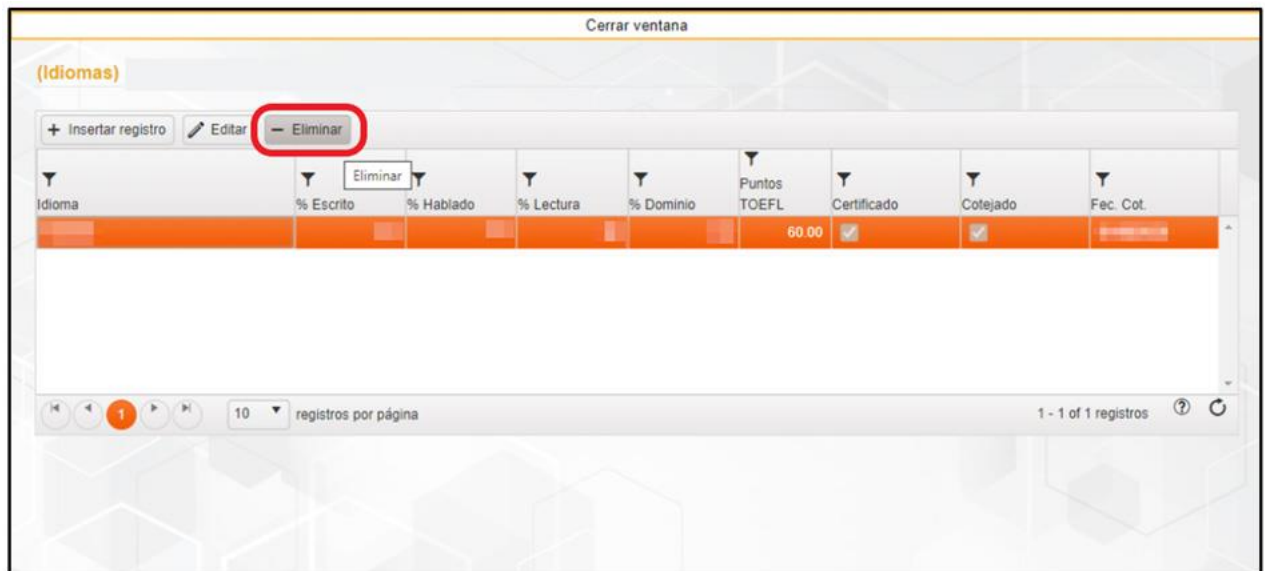 Cerrar ventana
(Idiomas)
+ Insertar registro Editar − Eliminar
Eliminar
Idioma % Escrito % Hablado % Lectura % Dominio Puntos TOEFL Certificado Cotejado Fec. Cot.
60.00
1 10 registros por página 1 - 1 of 1 registros ?